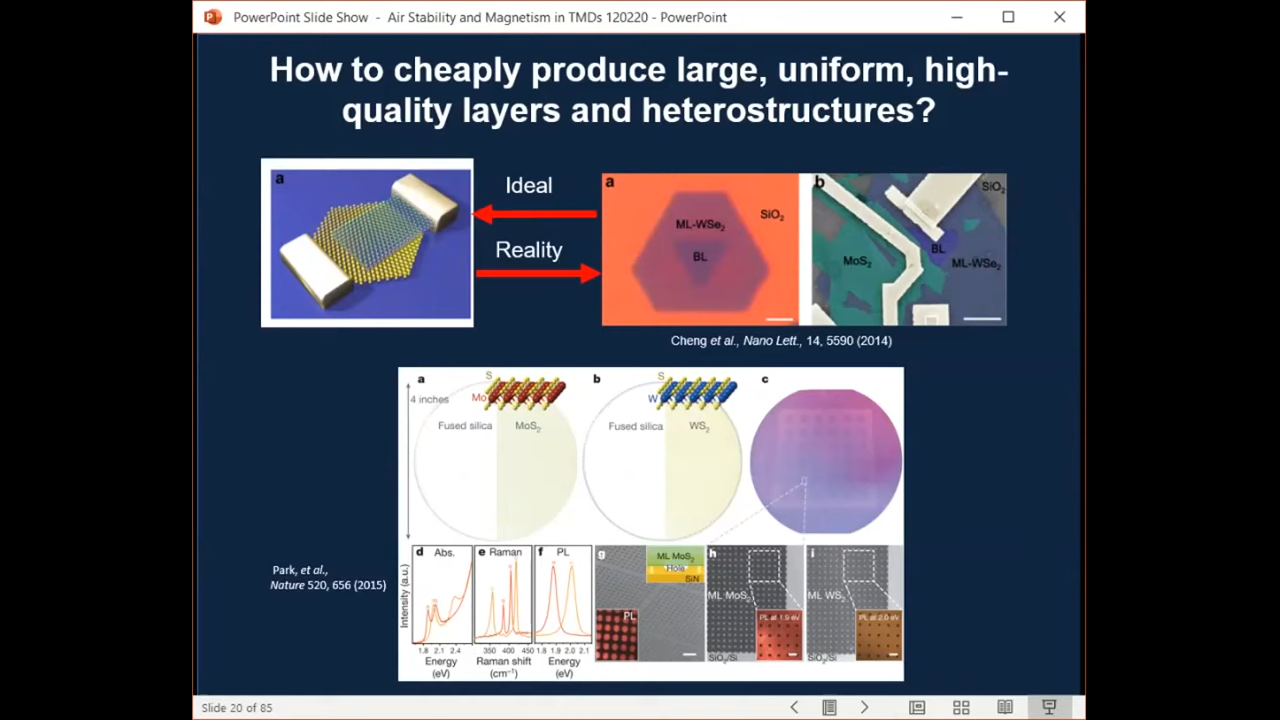 PowerPoint Slide Show - Air Stability and Magnetism in TMDs 120220 - PowerPoint
How to cheaply produce large, uniform, high-
quality layers and heterostructures?
a
Ideal
Reality
a
ML-WSe2
BL
SiO2
b
SiO2
MoS2
BL
ML-WSe2
Cheng et al., Nano Lett., 14, 5590 (2014)
a
4 inches
S
Mo
Fused silica
MoS2
b
S
W
Fused silica
WS2
c
Park, et al.,
Nature 520, 656 (2015)
d Abs.
Intensity (a.u.)
1.8 2.1 2.4
Energy
(eV)
e Raman
350 400 450
Raman shift
(cm⁻¹)
f PL
1.8 1.9 2.0 2.1
Energy
(eV)
g
ML MoS2
Hole
SiN
PL
h
ML MoS2
PL at 1.9 eV
SiO2/Si
i
ML WS2
PL at 2.0 eV
SiO2/Si
Slide 20 of 85